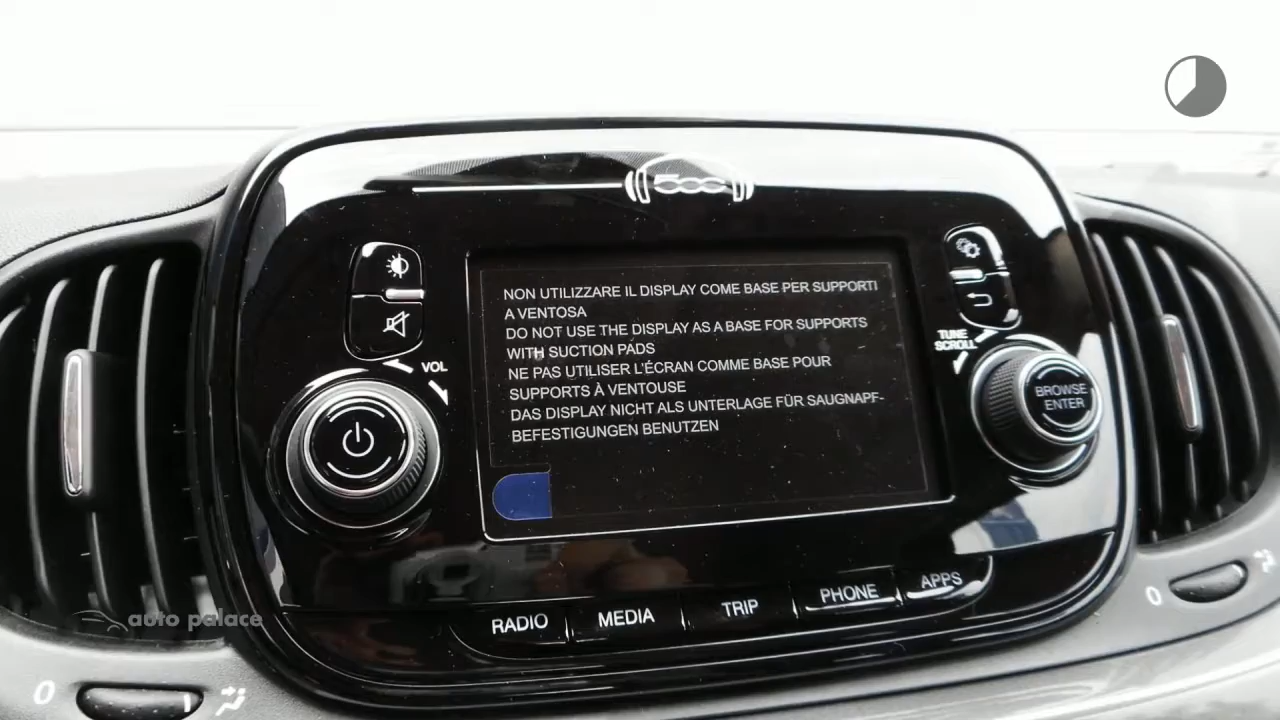 500
NON UTILIZZARE IL DISPLAY COME BASE PER SUPPORTI
A VENTOSA
DO NOT USE THE DISPLAY AS A BASE FOR SUPPORTS
WITH SUCTION PADS
NE PAS UTILISER L'ÉCRAN COMME BASE POUR
SUPPORTS À VENTOUSE
DAS DISPLAY NICHT ALS UNTERLAGE FÜR SAUGNAPF-
BEFESTIGUNGEN BENUTZEN
VOL
TUNE
SCROLL
BROWSE
ENTER
RADIO
MEDIA
TRIP
PHONE
APPS
auto palace
0
0